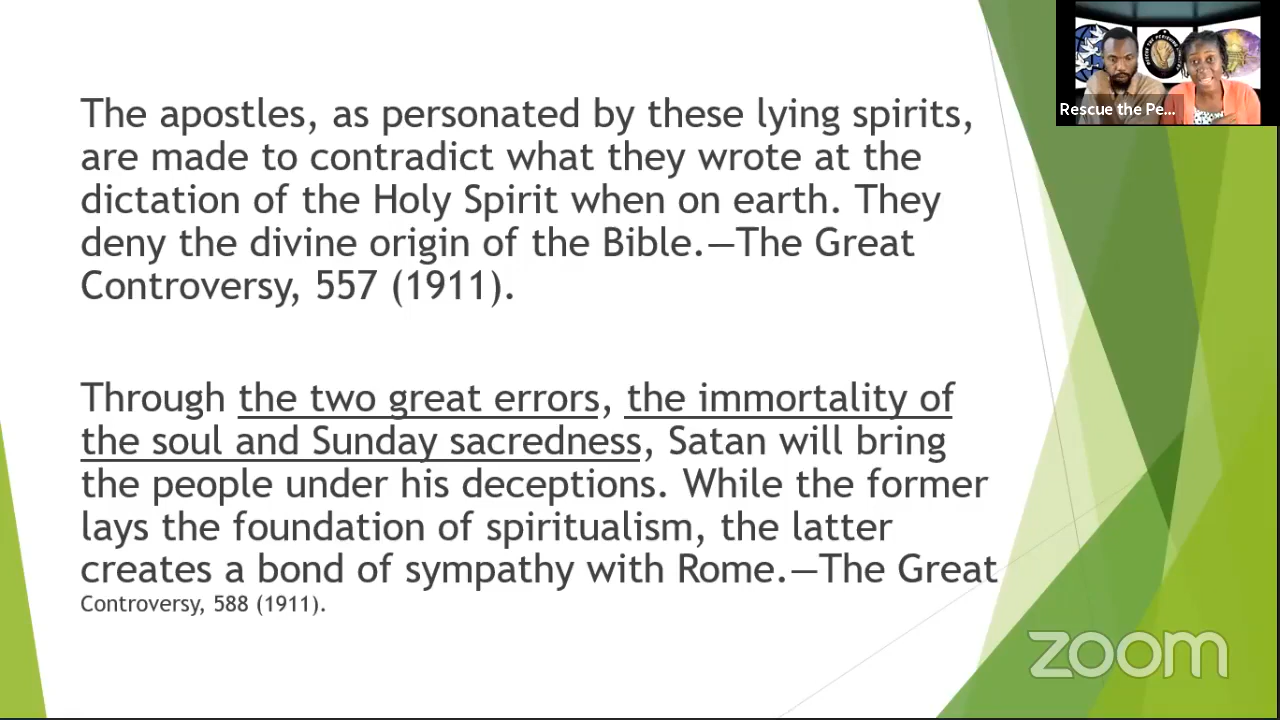 Rescue the Pe...
The apostles, as personated by these lying spirits,
are made to contradict what they wrote at the
dictation of the Holy Spirit when on earth. They
deny the divine origin of the Bible.—The Great
Controversy, 557 (1911).
Through the two great errors, the immortality of
the soul and Sunday sacredness, Satan will bring
the people under his deceptions. While the former
lays the foundation of spiritualism, the latter
creates a bond of sympathy with Rome.—The Great
Controversy, 588 (1911).
zoom